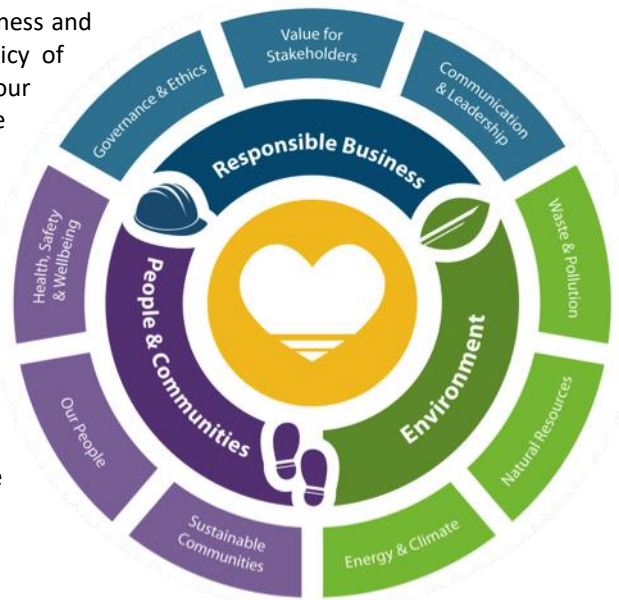 ness and
icy of
our
e
e
Value for
Stakeholders
Communication
& Leadership
Waste & Pollution
Natural Resources
Energy & Climate
Sustainable
Communities
Our People
Health, Safety
& Wellbeing
Governance & Ethics
Responsible Business
Environment
People & Communities